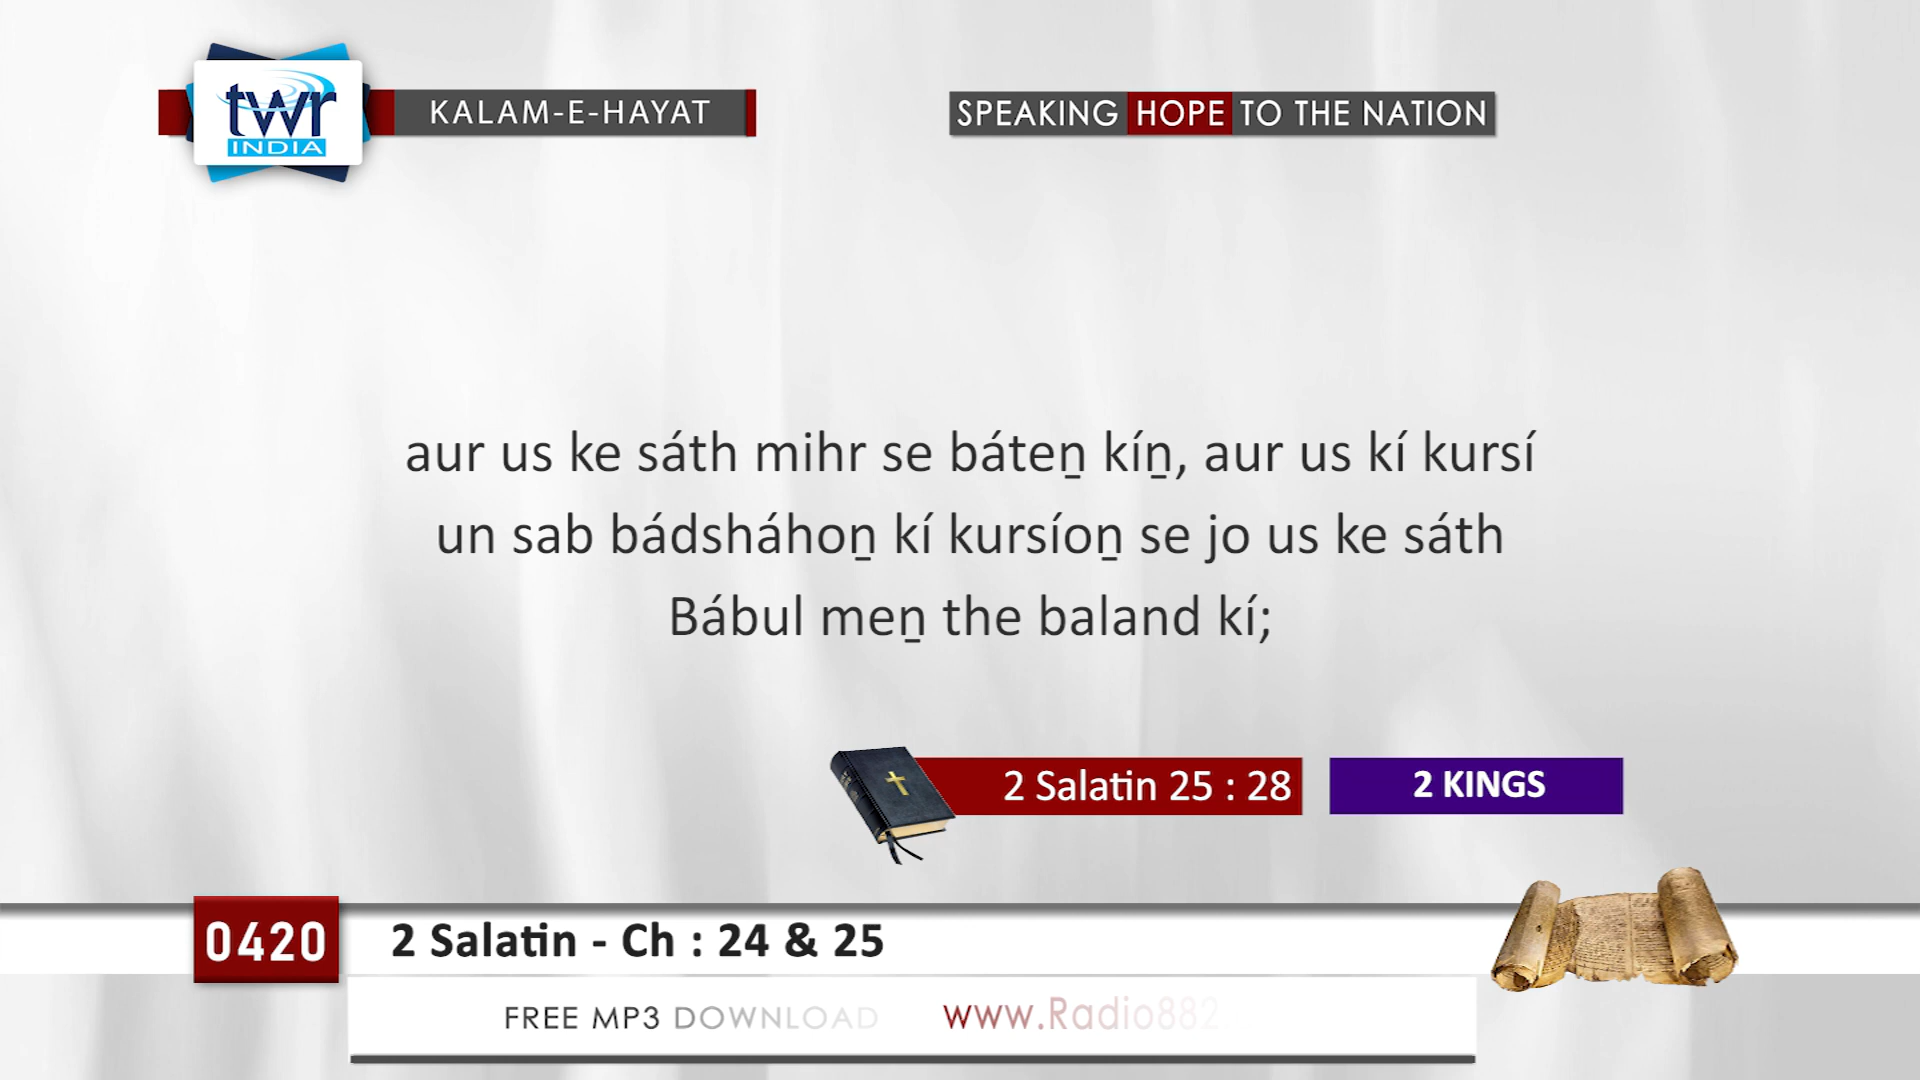 twr
INDIA
KALAM-E-HAYAT
SPEAKING HOPE TO THE NATION
aur us ke sáth mihr se báteṉ kíṉ, aur us kí kursí
un sab bádsháhoṉ kí kursíoṉ se jo us ke sáth
Bábul meṉ the baland kí;
2 Salatin 25 : 28
2 KINGS
0420
2 Salatin - Ch : 24 & 25
FREE MP3 DOWNLOAD
www.Radio882